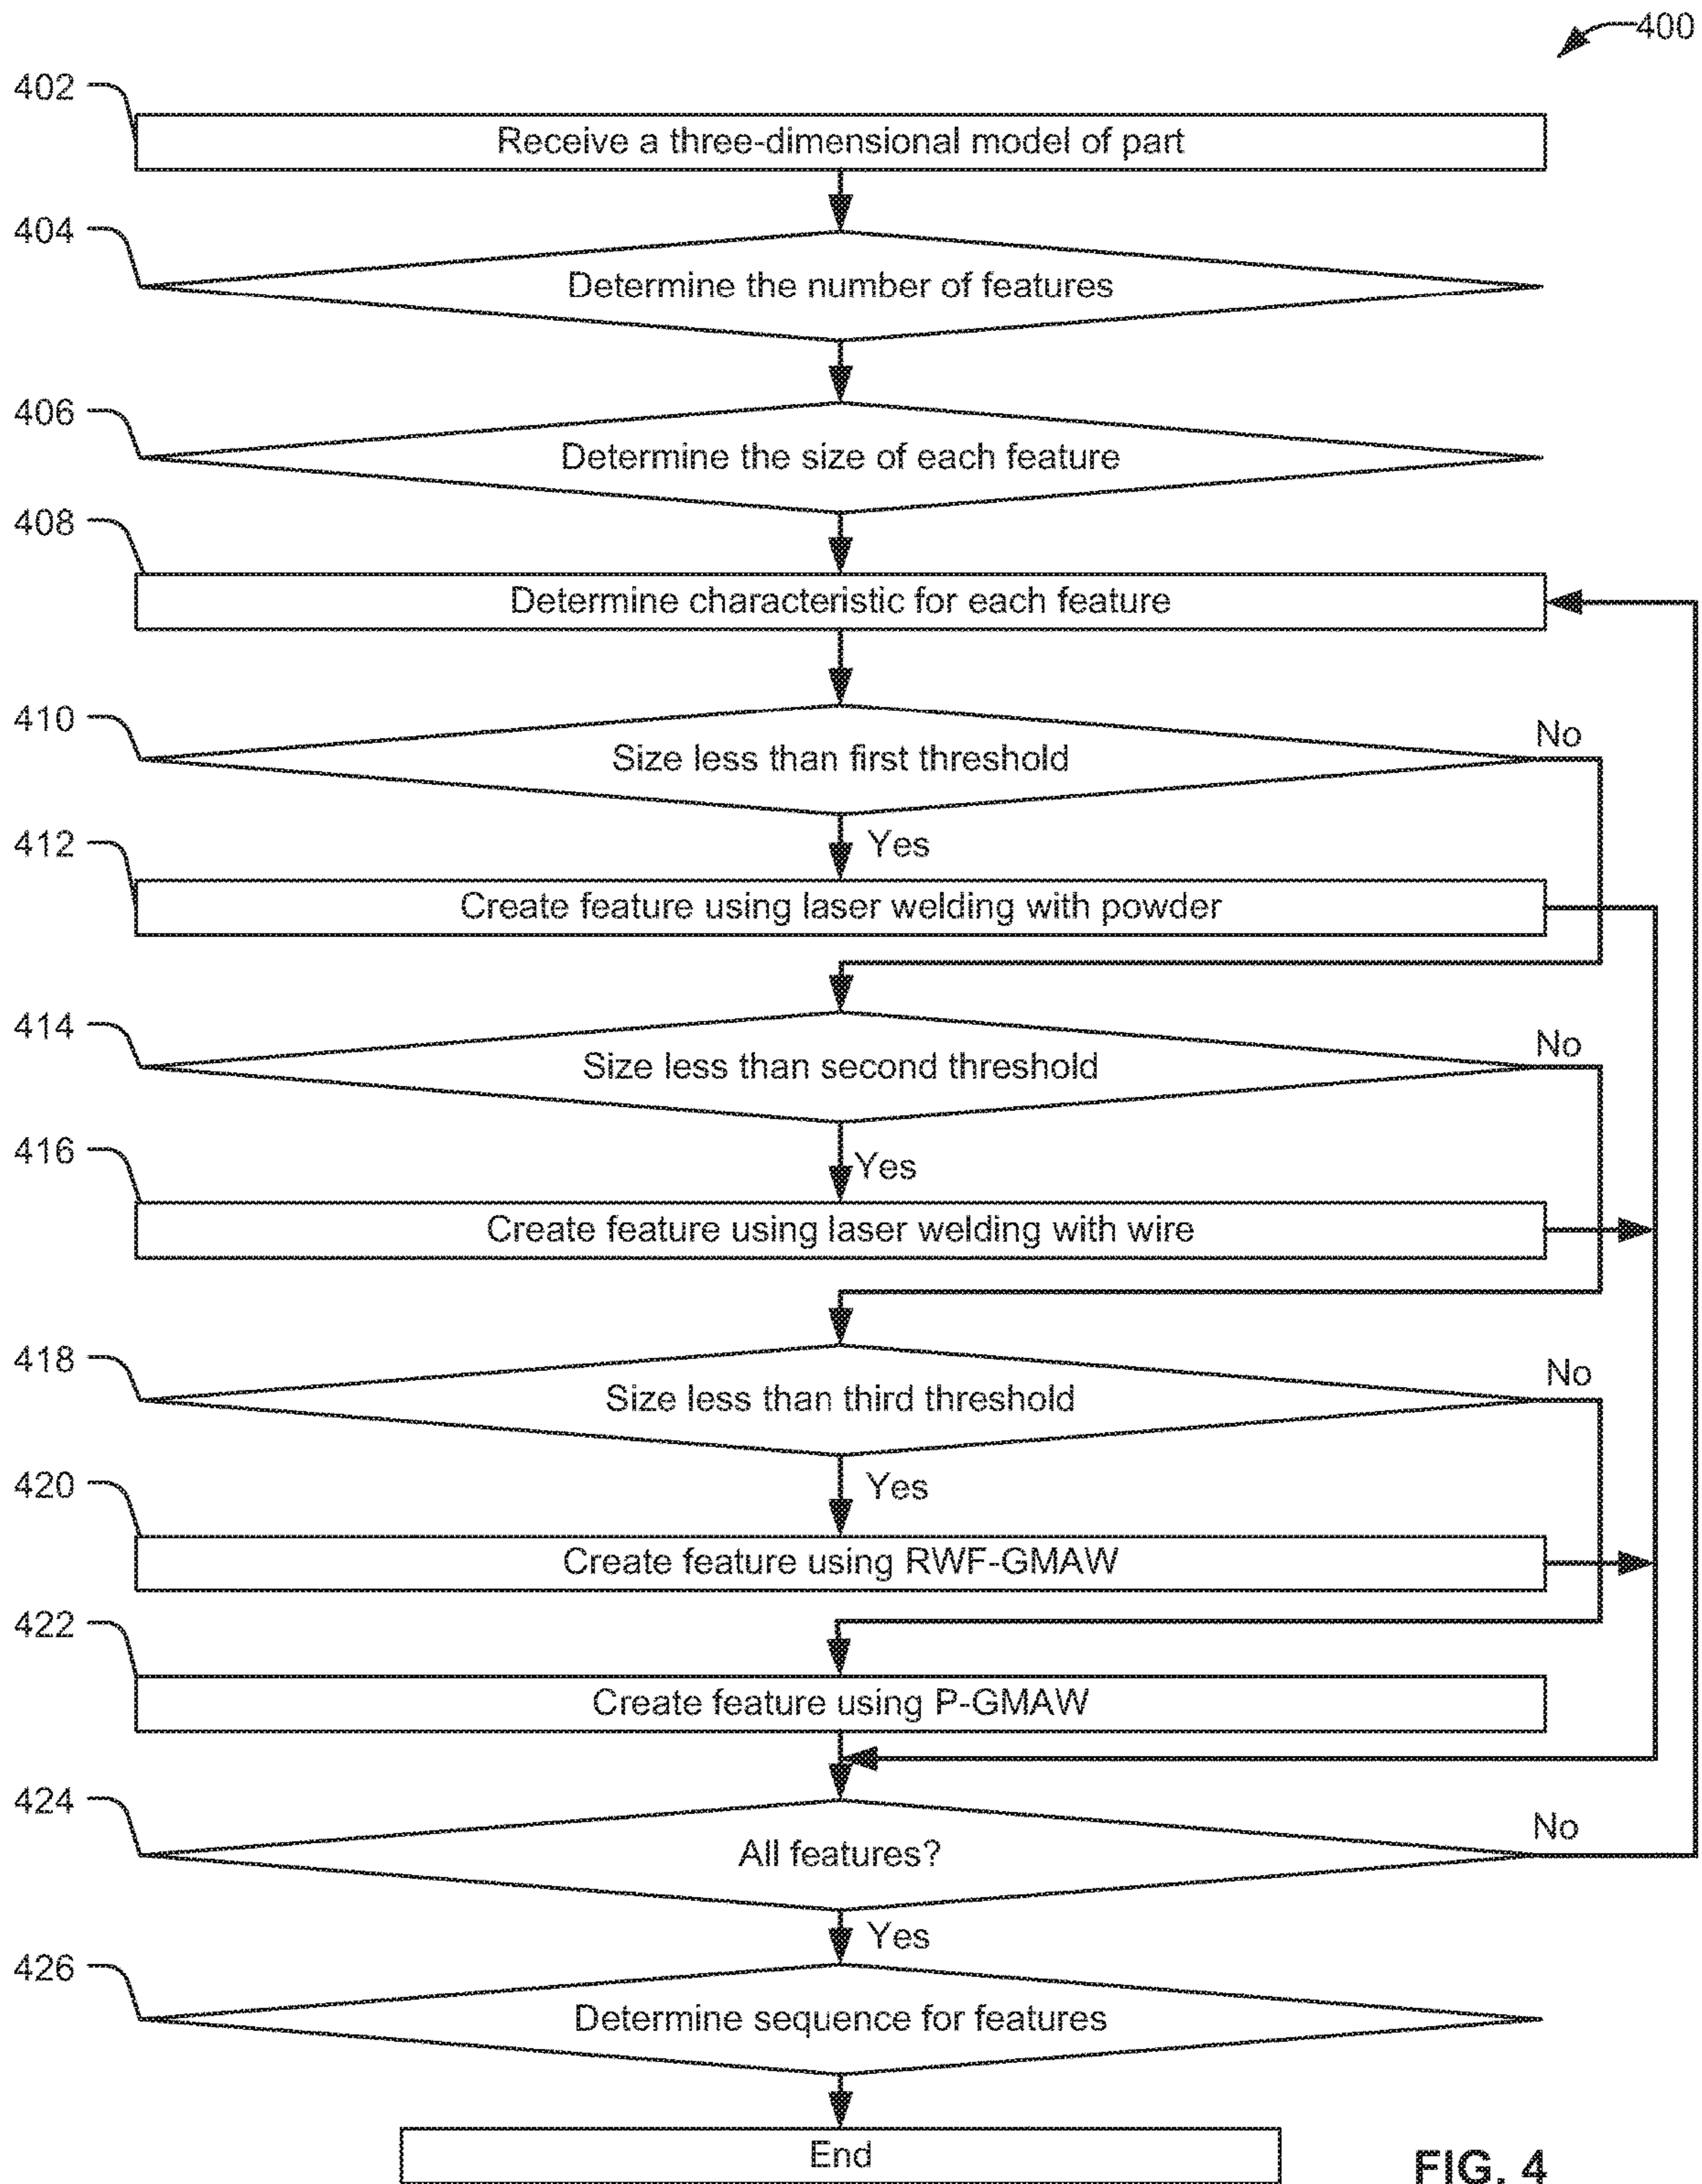 400
402
Receive a three-dimensional model of part
404
Determine the number of features
406
Determine the size of each feature
408
Determine characteristic for each feature
410
Size less than first threshold
No
Yes
412
Create feature using laser welding with powder
414
Size less than second threshold
No
416
Yes
Create feature using laser welding with wire
418
Size less than third threshold
No
420
Yes
Create feature using RWF-GMAW
422
Create feature using P-GMAW
424
All features?
No
Yes
426
Determine sequence for features
End
FIG. 4